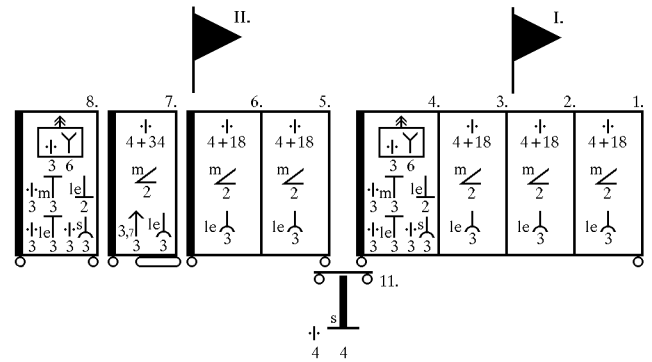 II. I.
8. 7. 6. 5. 4. 3. 2. 1.
4+34 4+18 4+18 4+18 4+18 4+18
3 6 3 6
m m m m m m
2 2 2 2 2 2
m le m le
3 3 2 3 3 2
le s 3,7 le le le le s le le le
3 3 3 3 3 3 3 3 3 3 3 3 3 3 3
11.
s
4 4